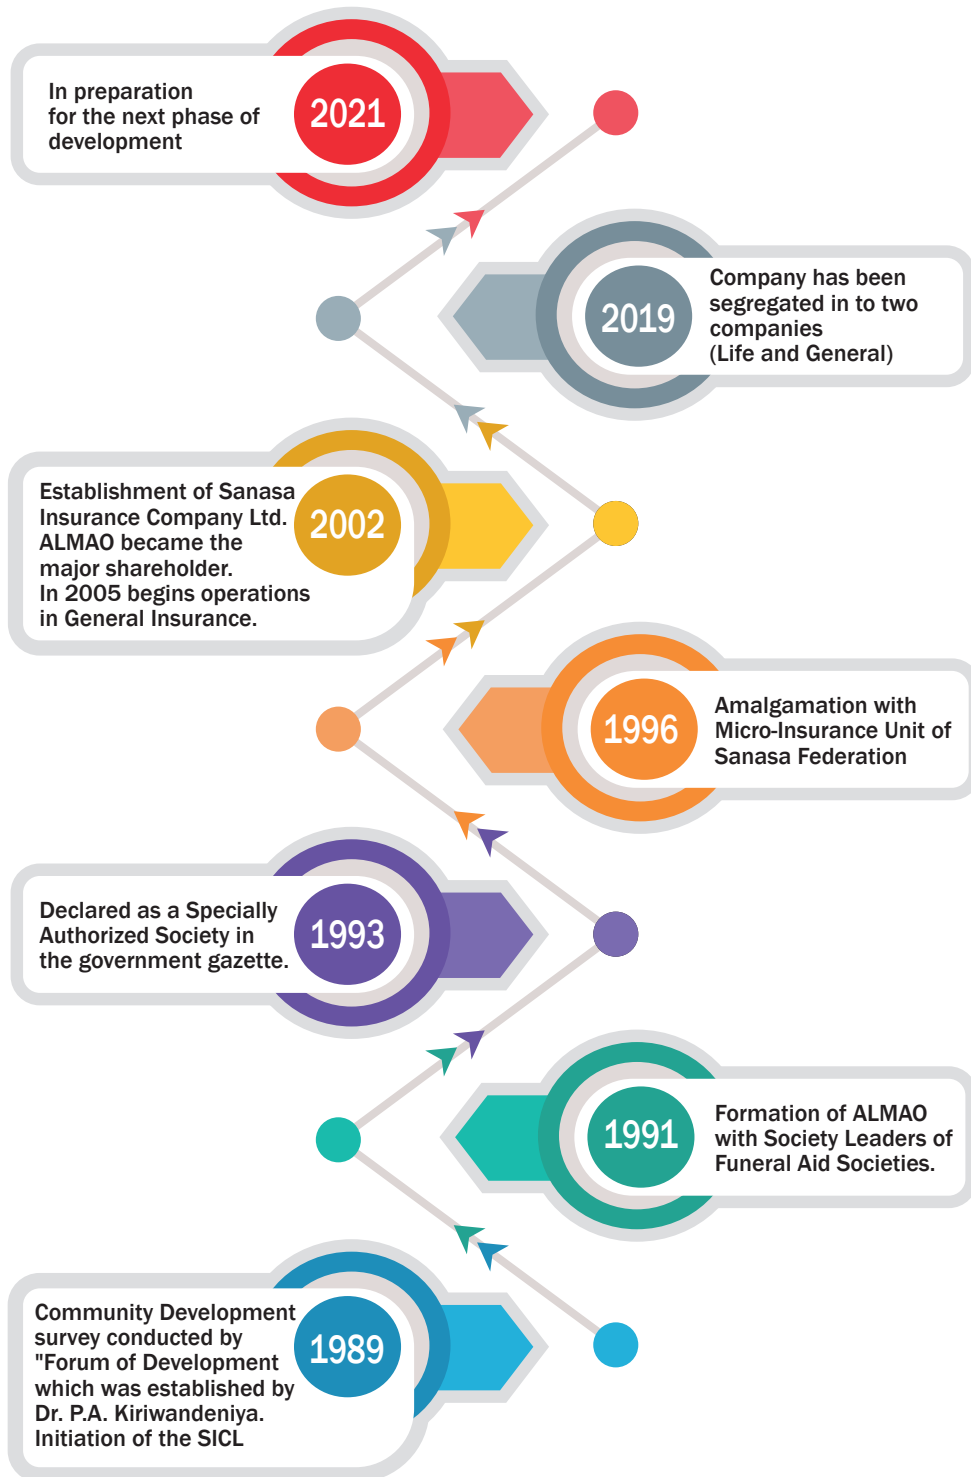 In preparation
for the next phase of
development
2021
2019
Company has been
segregated in to two
companies
(Life and General)
Establishment of Sanasa
Insurance Company Ltd.
ALMAO became the
major shareholder.
In 2005 begins operations
in General Insurance.
2002
1996
Amalgamation with
Micro-Insurance Unit of
Sanasa Federation
Declared as a Specially
Authorized Society in
the government gazette.
1993
1991
Formation of ALMAO
with Society Leaders of
Funeral Aid Societies.
Community Development
survey conducted by
"Forum of Development
which was established by
Dr. P.A. Kiriwandeniya.
Initiation of the SICL
1989